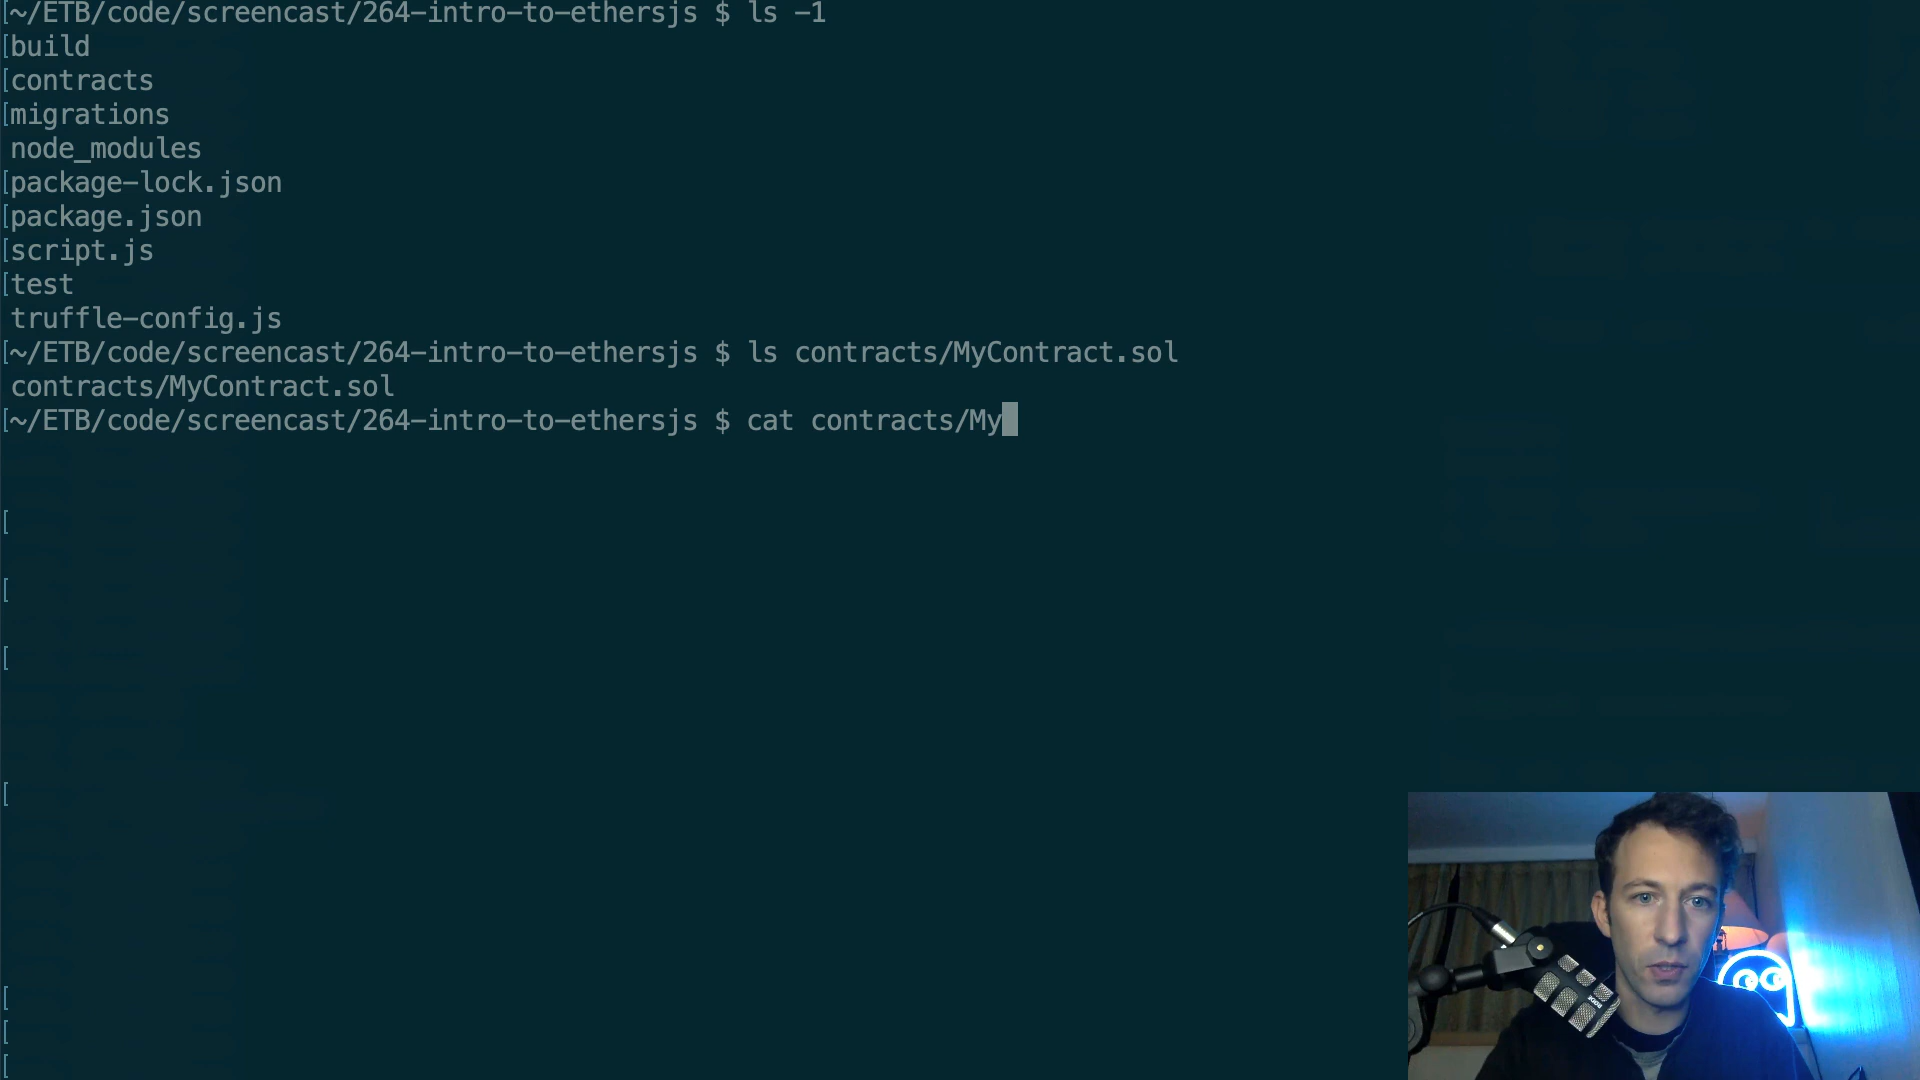 [~/ETB/code/screencast/264-intro-to-ethersjs $ ls -1
[build
[contracts
[migrations
node_modules
[package-lock.json
[package.json
[script.js
[test
truffle-config.js
[~/ETB/code/screencast/264-intro-to-ethersjs $ ls contracts/MyContract.sol
contracts/MyContract.sol
[~/ETB/code/screencast/264-intro-to-ethersjs $ cat contracts/My
[
[
[
[
[
[
[